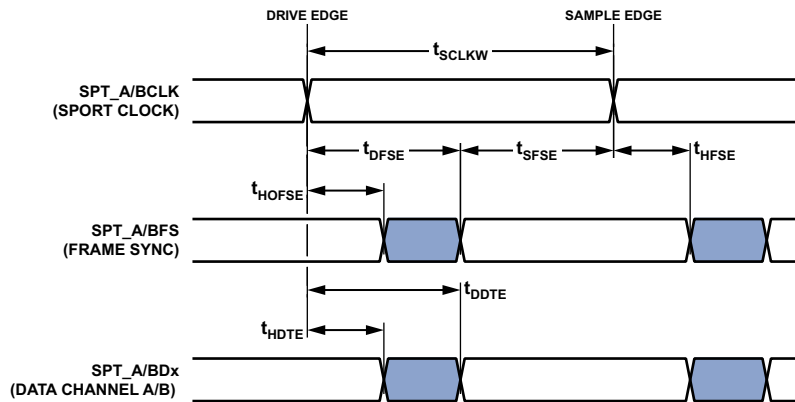 DRIVE EDGE
SAMPLE EDGE
tSCLKW
SPT_A/BCLK
(SPORT CLOCK)
tDFSE
tSFSE
tHFSE
tHOFSE
SPT_A/BFS
(FRAME SYNC)
tDDTE
tHDTE
SPT_A/BDx
(DATA CHANNEL A/B)